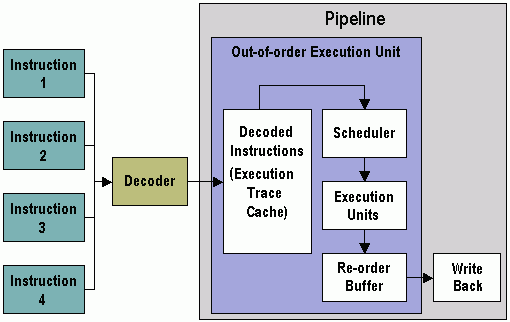 Pipeline
Out-of-order Execution Unit
Instruction
1
Instruction
2
Instruction
3
Instruction
4
Decoder
Decoded
Instructions
(Execution
Trace
Cache)
Scheduler
Execution
Units
Re-order
Buffer
Write
Back